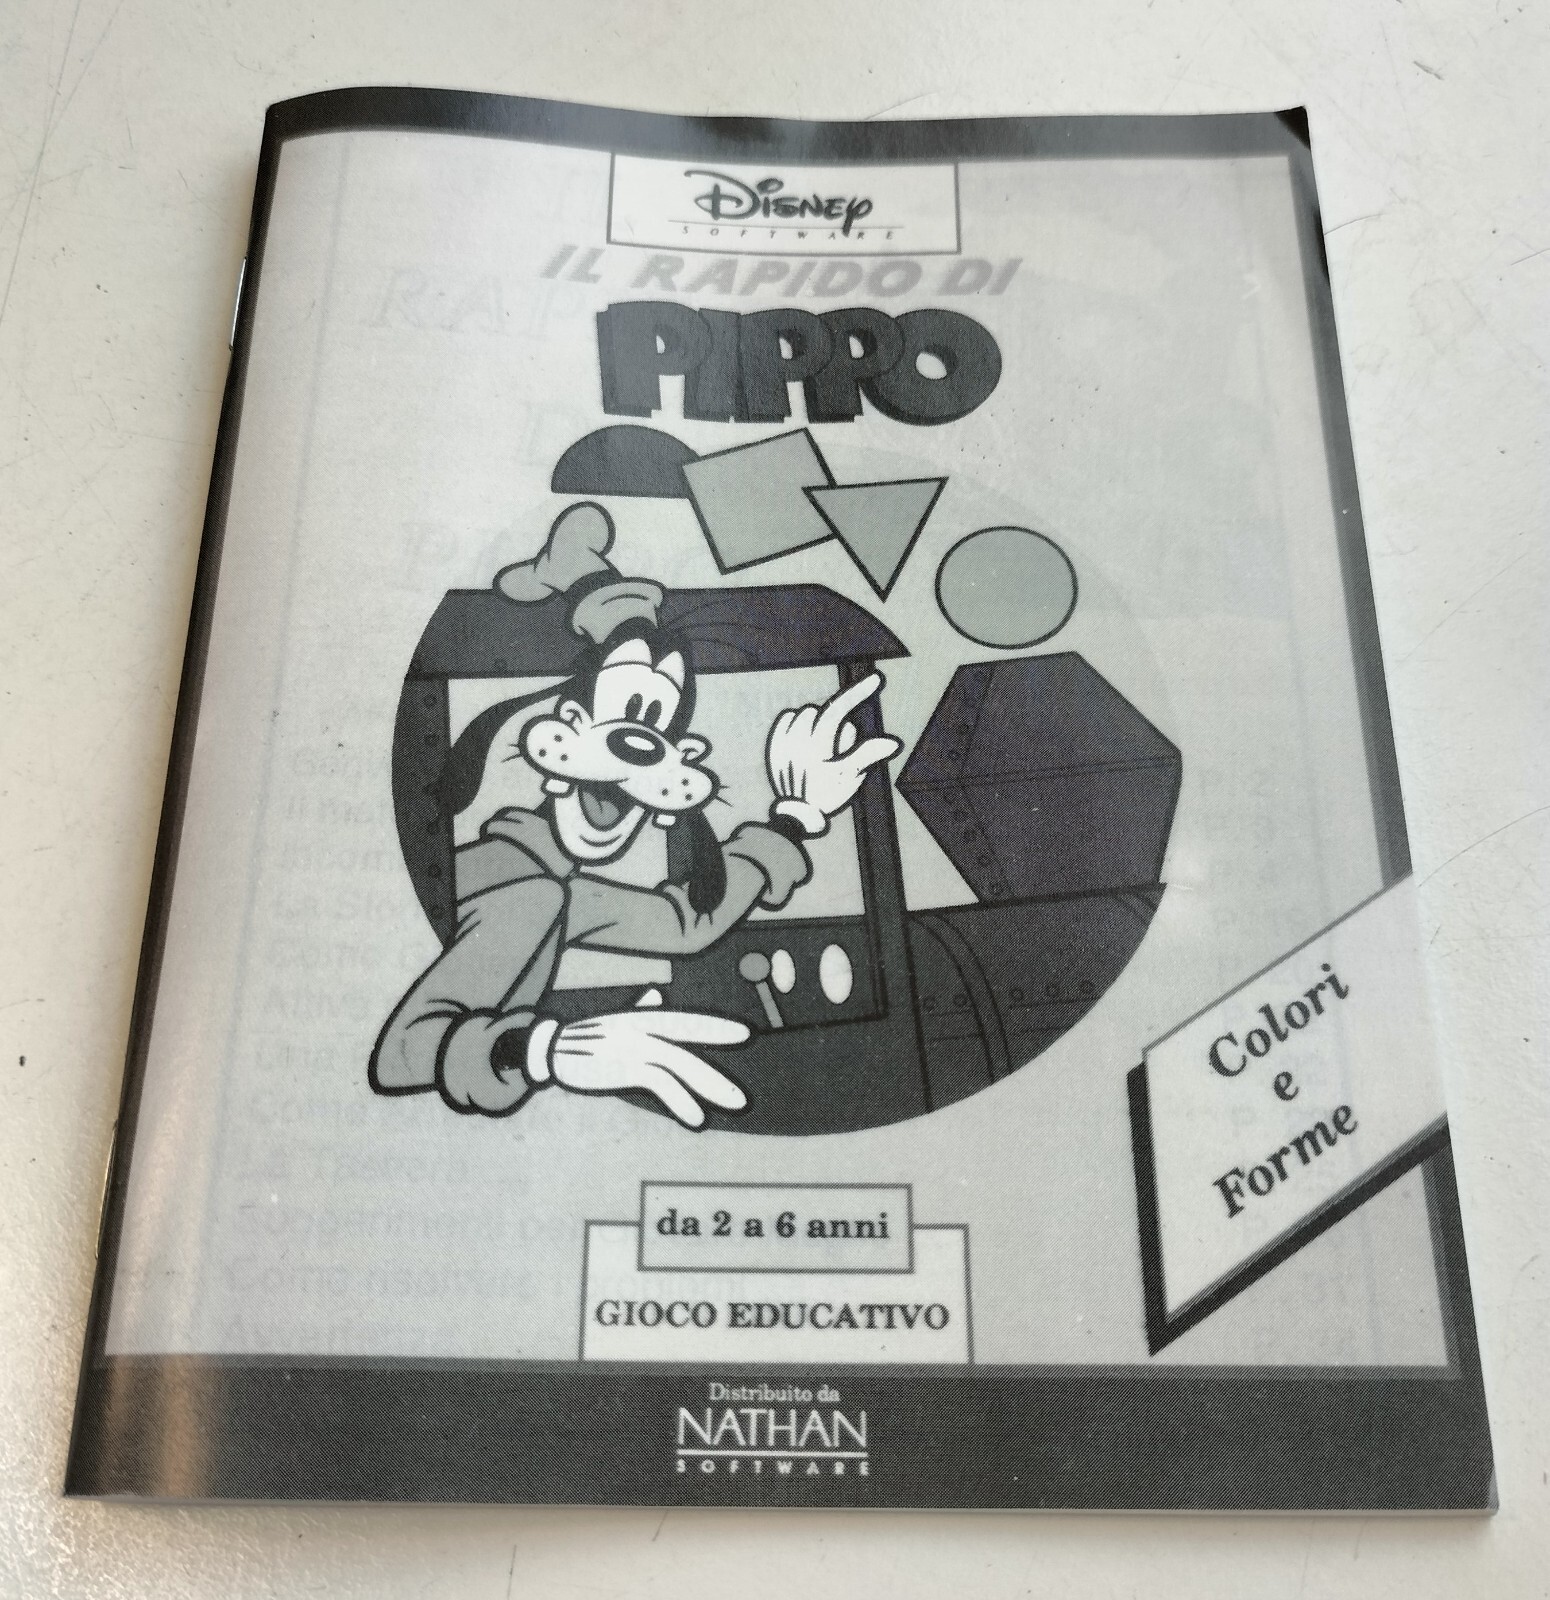 Disney
SOFTWARE
IL RAPIDO DI
PIPPO
Colori
e
Forme
da 2 a 6 anni
GIOCO EDUCATIVO
Distribuito da
NATHAN
SOFTWARE